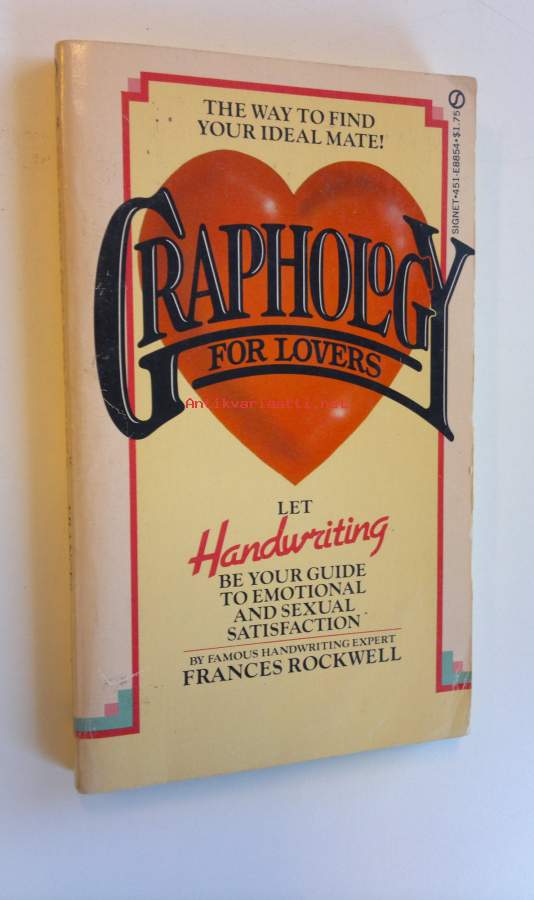 THE WAY TO FIND
YOUR IDEAL MATE!
GRAPHOLOGY
FOR LOVERS
LET
Handwriting
BE YOUR GUIDE
TO EMOTIONAL
AND SEXUAL
SATISFACTION
BY FAMOUS HANDWRITING EXPERT
FRANCES ROCKWELL
SIGNET•451-E8854•$1.75
Antikvariaatti.net